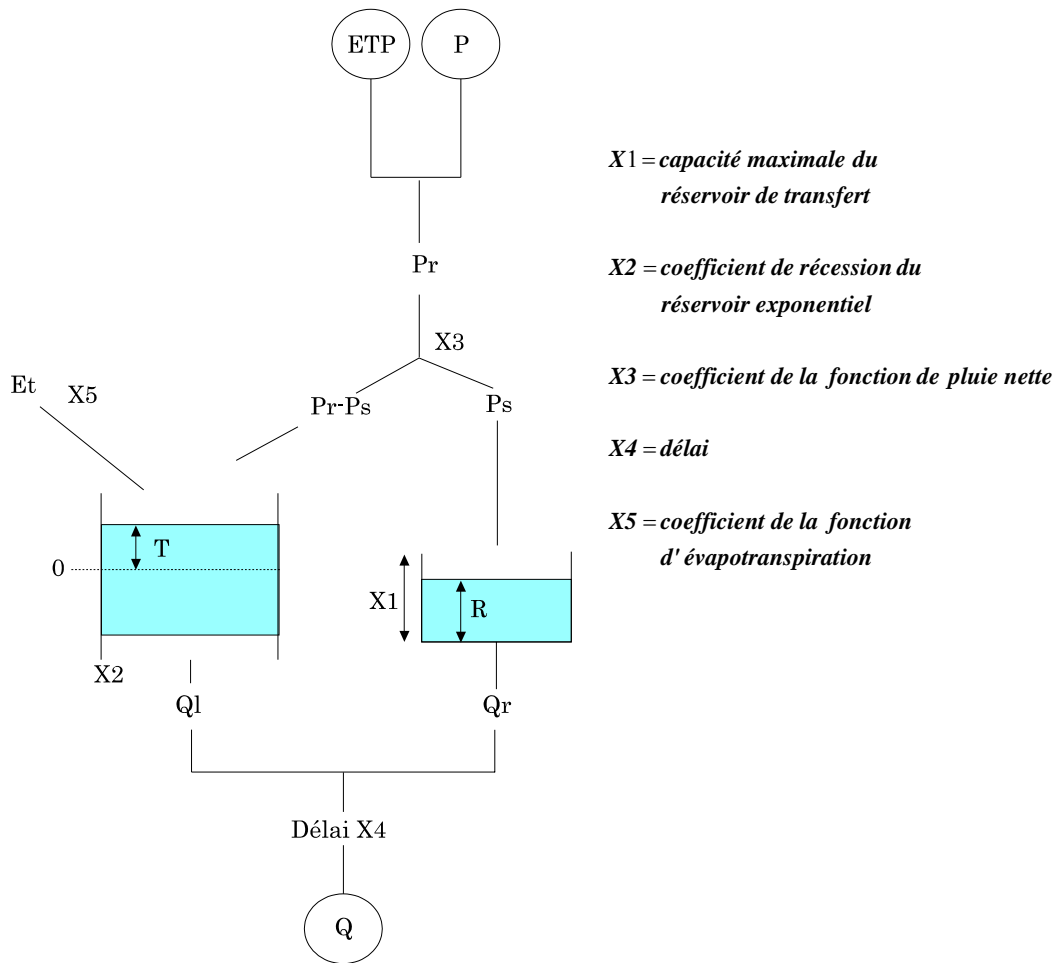 ETP
P
X1 = capacité maximale du
réservoir de transfert
Pr
X2 = coefficient de récession du
réservoir exponentiel
X3
X3 = coefficient de la fonction de pluie nette
Et
X5
Pr-Ps
Ps
X4 = délai
X5 = coefficient de la fonction
d' évapotranspiration
T
0
X1
R
X2
Ql
Qr
Délai X4
Q